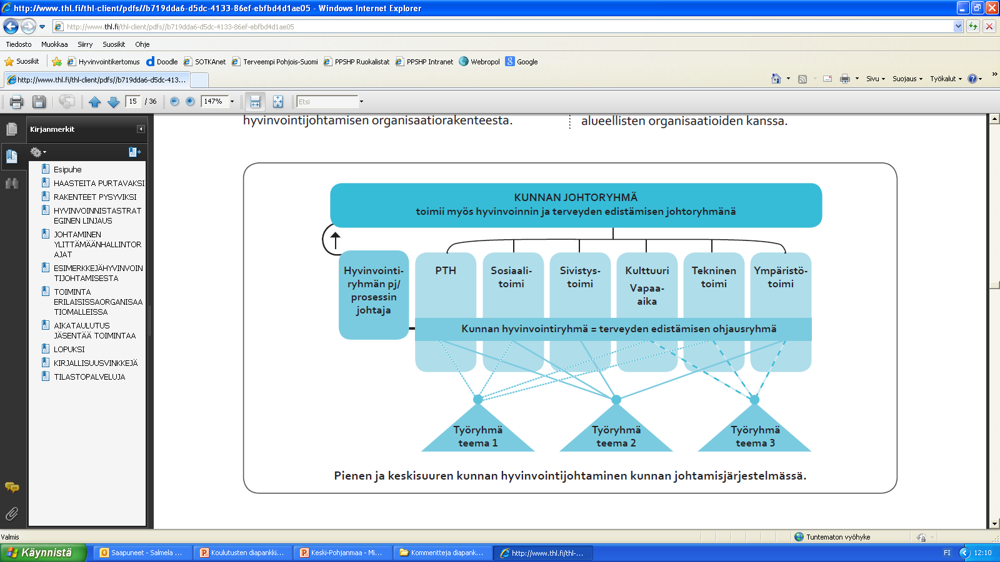 http://www.thl.fi/thl-client/pdfs//b719dda6-d5dc-4133-86ef-ebfbd4d1ae05 - Windows Internet Explorer
http://www.thl.fi/thl-client/pdfs//b719dda6-d5dc-4133-86ef-ebfbd4d1ae05
Tiedosto Muokkaa Siirry Suosikit Ohje
Suosikit Hyvinvointikertomus Doodle SOTKAnet Terveempi Pohjois-Suomi PPSHP Ruokalistat PPSHP Intranet Webropol Google
http://www.thl.fi/thl-client/pdfs//b719dda6-d5dc-413... Sivu Suojaus Työkalut
15 / 36 147% Etsi
Kirjanmerkit
Esipuhe
HAASTEITA PURTAVAKSI
RAKENTEET PYSYVIKSI
HYVINVOINNISTASTRAT
EGINEN LINJAUS
JOHTAMINEN
YLITTÄMÄÄNHALLINTOR
AJAT
ESIMERKKEJÄHYVINVOIN
TIJOHTAMISESTA
TOIMINTA
ERILAISISSAORGANISAA
TIOMALLEISSA
AIKATAULUTUS
JÄSENTÄÄ TOIMINTAA
LOPUKSI
KIRJALLISUUSVINKKEJÄ
TILASTOPALVELUJA
hyvinvointijohtamisen organisaatiorakenteesta.
alueellisten organisaatioiden kanssa.
KUNNAN JOHTORYHMÄ
toimii myös hyvinvoinnin ja terveyden edistämisen johtoryhmänä
Hyvinvointi-
ryhmän pj/
prosessin
johtaja
PTH
Sosiaali-
toimi
Sivistys-
toimi
Kulttuuri
Vapaa-
aika
Tekninen
toimi
Ympäristö-
toimi
Kunnan hyvinvointiryhmä = terveyden edistämisen ohjausryhmä
Työryhmä
teema 1
Työryhmä
teema 2
Työryhmä
teema 3
Pienen ja keskisuuren kunnan hyvinvointijohtaminen kunnan johtamisjärjestelmässä.
Valmis Tuntematon vyöhyke
Käynnistä Saapuneet - Salmela ... Koulutusten diapankki... Keski-Pohjanmaa - Mi... Kommentteja diapank... http://www.thl.fi/thl-... FI 12:10